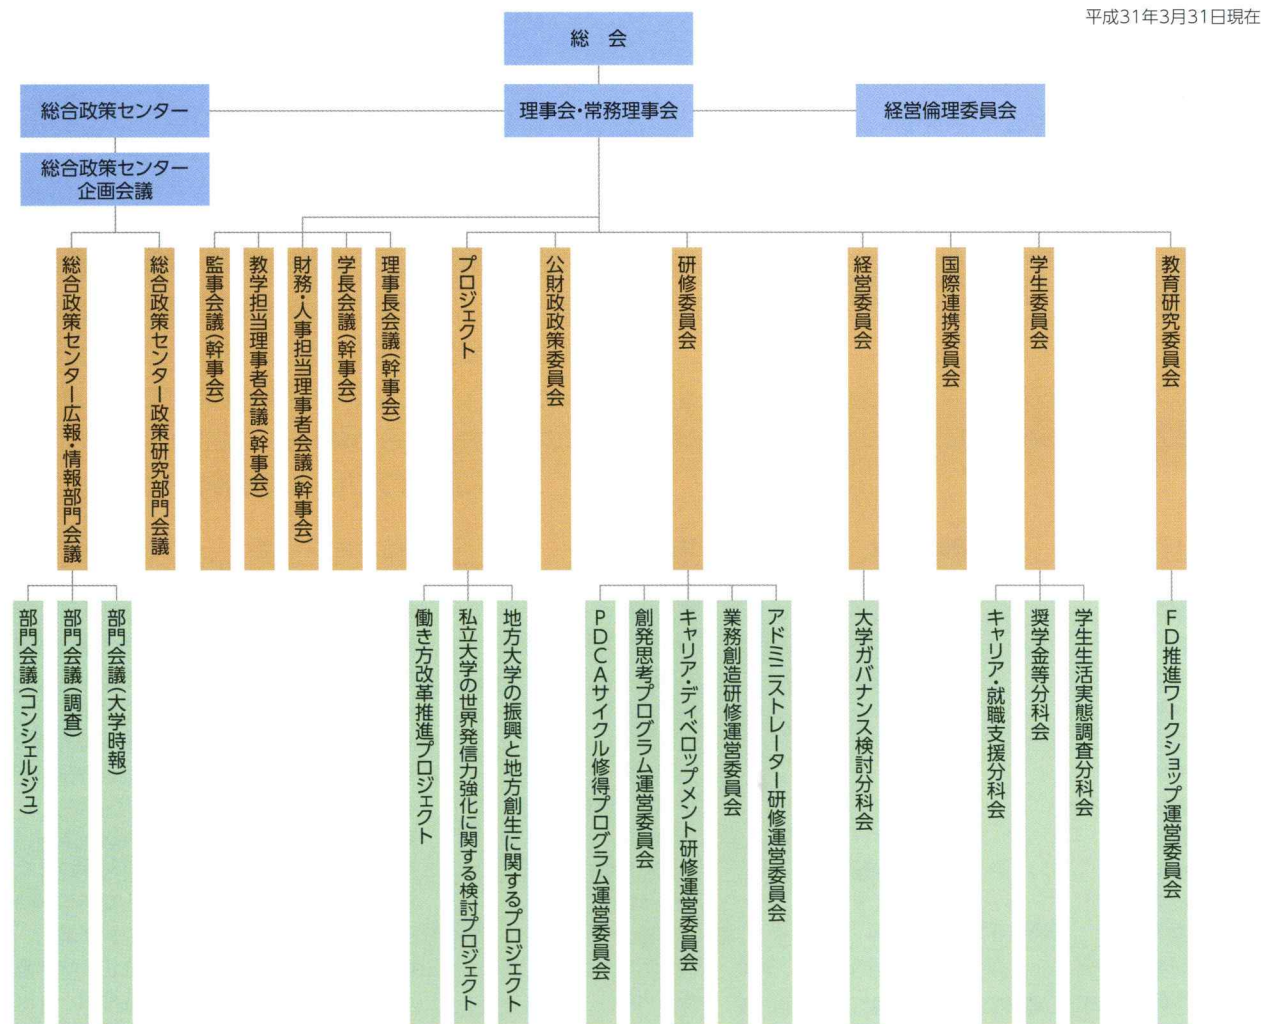 平成31年3月31日現在
総 会
総合政策センター
理事会・常務理事会
経営倫理委員会
総合政策センター
企画会議
総合政策センター広報・情報部門会議
総合政策センター政策研究部門会議
監事会議(幹事会)
教学担当理事者会議(幹事会)
財務・人事担当理事者会議(幹事会)
学長会議(幹事会)
理事長会議(幹事会)
プロジェクト
公財政政策委員会
研修委員会
経営委員会
国際連携委員会
学生委員会
教育研究委員会
部門会議(コンシェルジュ)
部門会議(調査)
部門会議(大学時報)
働き方改革推進プロジェクト
私立大学の世界発信力強化に関する検討プロジェクト
地方大学の振興と地方創生に関するプロジェクト
PDCAサイクル修得プログラム運営委員会
創発思考プログラム運営委員会
キャリア・ディベロップメント研修運営委員会
業務創造研修運営委員会
アドミニストレーター研修運営委員会
大学ガバナンス検討分科会
キャリア・就職支援分科会
奨学金等分科会
学生生活実態調査分科会
FD推進ワークショップ運営委員会